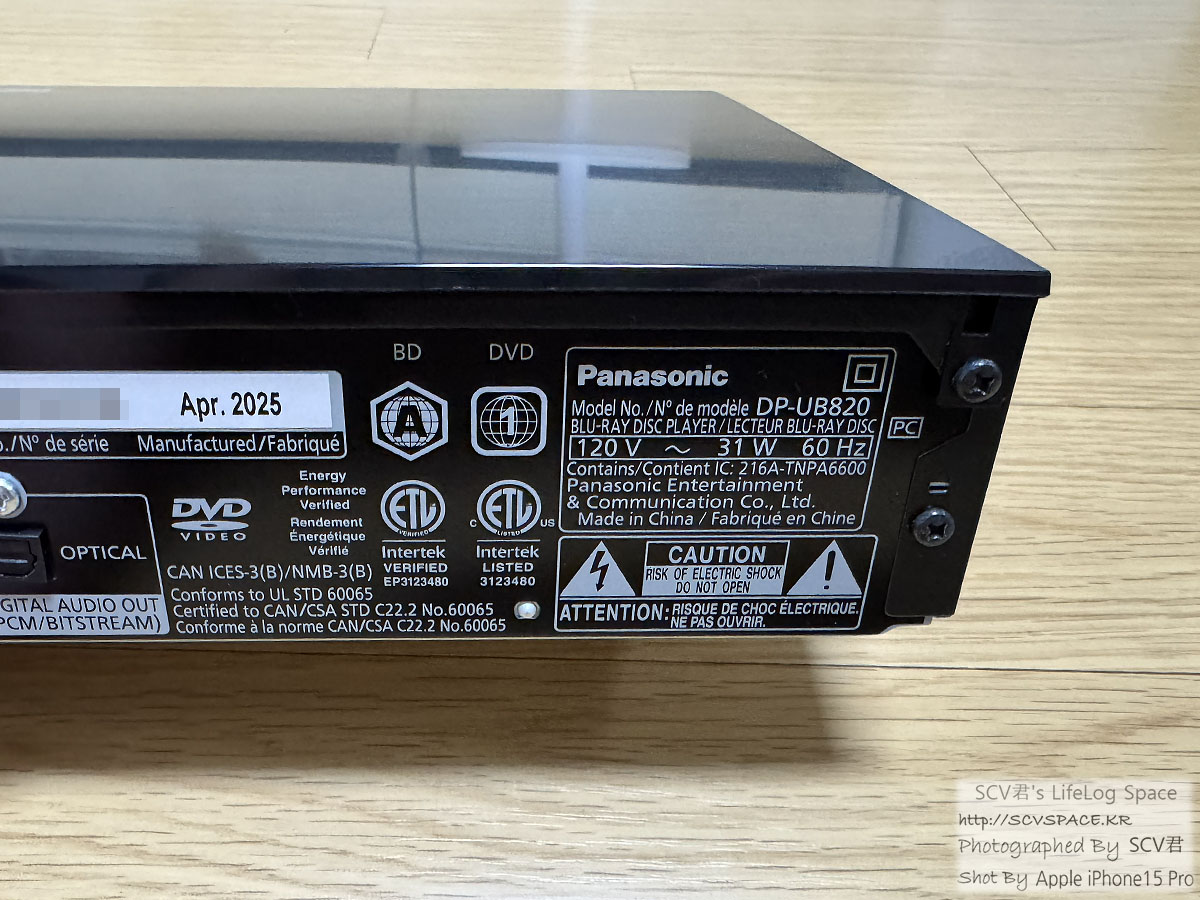 BD
DVD
Apr. 2025
A
1
./Nº de série Manufactured/Fabriqué
Panasonic
Model No./Nº de modèle DP-UB820
BLU-RAY DISC PLAYER/LECTEUR BLU-RAY DISC
120 V ～ 31 W 60 Hz
Contains/Contient IC: 216A-TNPA6600
Panasonic Entertainment
& Communication Co., Ltd.
Made in China / Fabriqué en Chine
PC
DVD
VIDEO
Energy
Performance
Verified
Rendement
Énergétique
Vérifié
ETL
VERIFIED
Intertek
VERIFIED
EP3123480
C ETL US
LISTED
Intertek
LISTED
3123480
OPTICAL
IGITAL AUDIO OUT
PCM/BITSTREAM)
CAN ICES-3(B)/NMB-3(B)
Conforms to UL STD 60065
Certified to CAN/CSA STD C22.2 No.60065
Conforme à la norme CAN/CSA C22.2 No.60065
CAUTION
RISK OF ELECTRIC SHOCK
DO NOT OPEN
!
ATTENTION: RISQUE DE CHOC ÉLECTRIQUE.
NE PAS OUVRIR.
SCV君's LifeLog Space
http://SCVSPACE.KR
Photographed By SCV君
Shot By Apple iPhone15 Pro